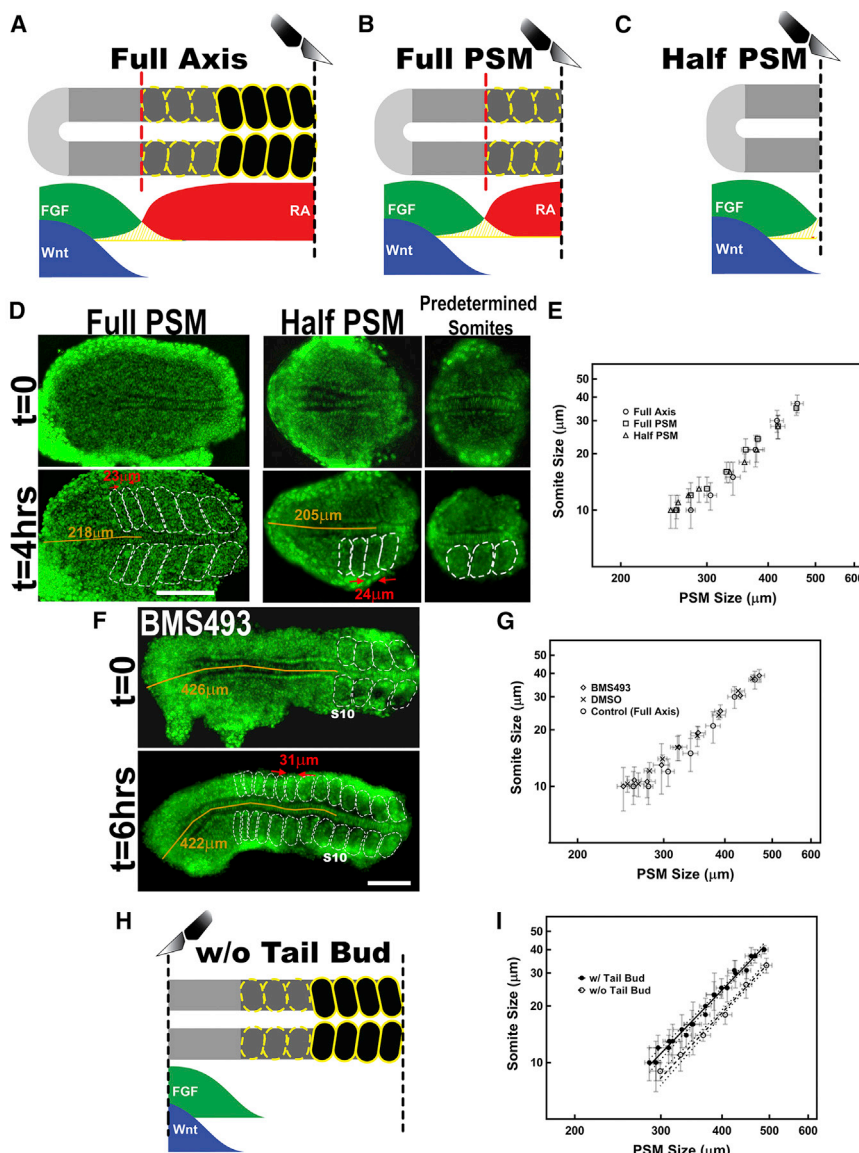 A
Full Axis
FGF
RA
Wnt
B
Full PSM
FGF
RA
Wnt
C
Half PSM
FGF
Wnt
D
Full PSM
Half PSM
Predetermined
Somites
t=0
t=4hrs
23μm
218μm
205μm
24μm
E
Somite Size (μm)
50
40
30
20
10
Full Axis
Full PSM
Half PSM
200
300
400
500
600
PSM Size (μm)
F
BMS493
t=0
426μm
S10
t=6hrs
31μm
422μm
S10
G
Somite Size (μm)
50
40
30
20
10
BMS493
DMSO
Control (Full Axis)
200
300
400
500
600
PSM Size (μm)
H
w/o Tail Bud
FGF
Wnt
I
Somite Size (μm)
50
40
30
20
10
w/ Tail Bud
w/o Tail Bud
200
300
400
500
600
PSM Size (μm)